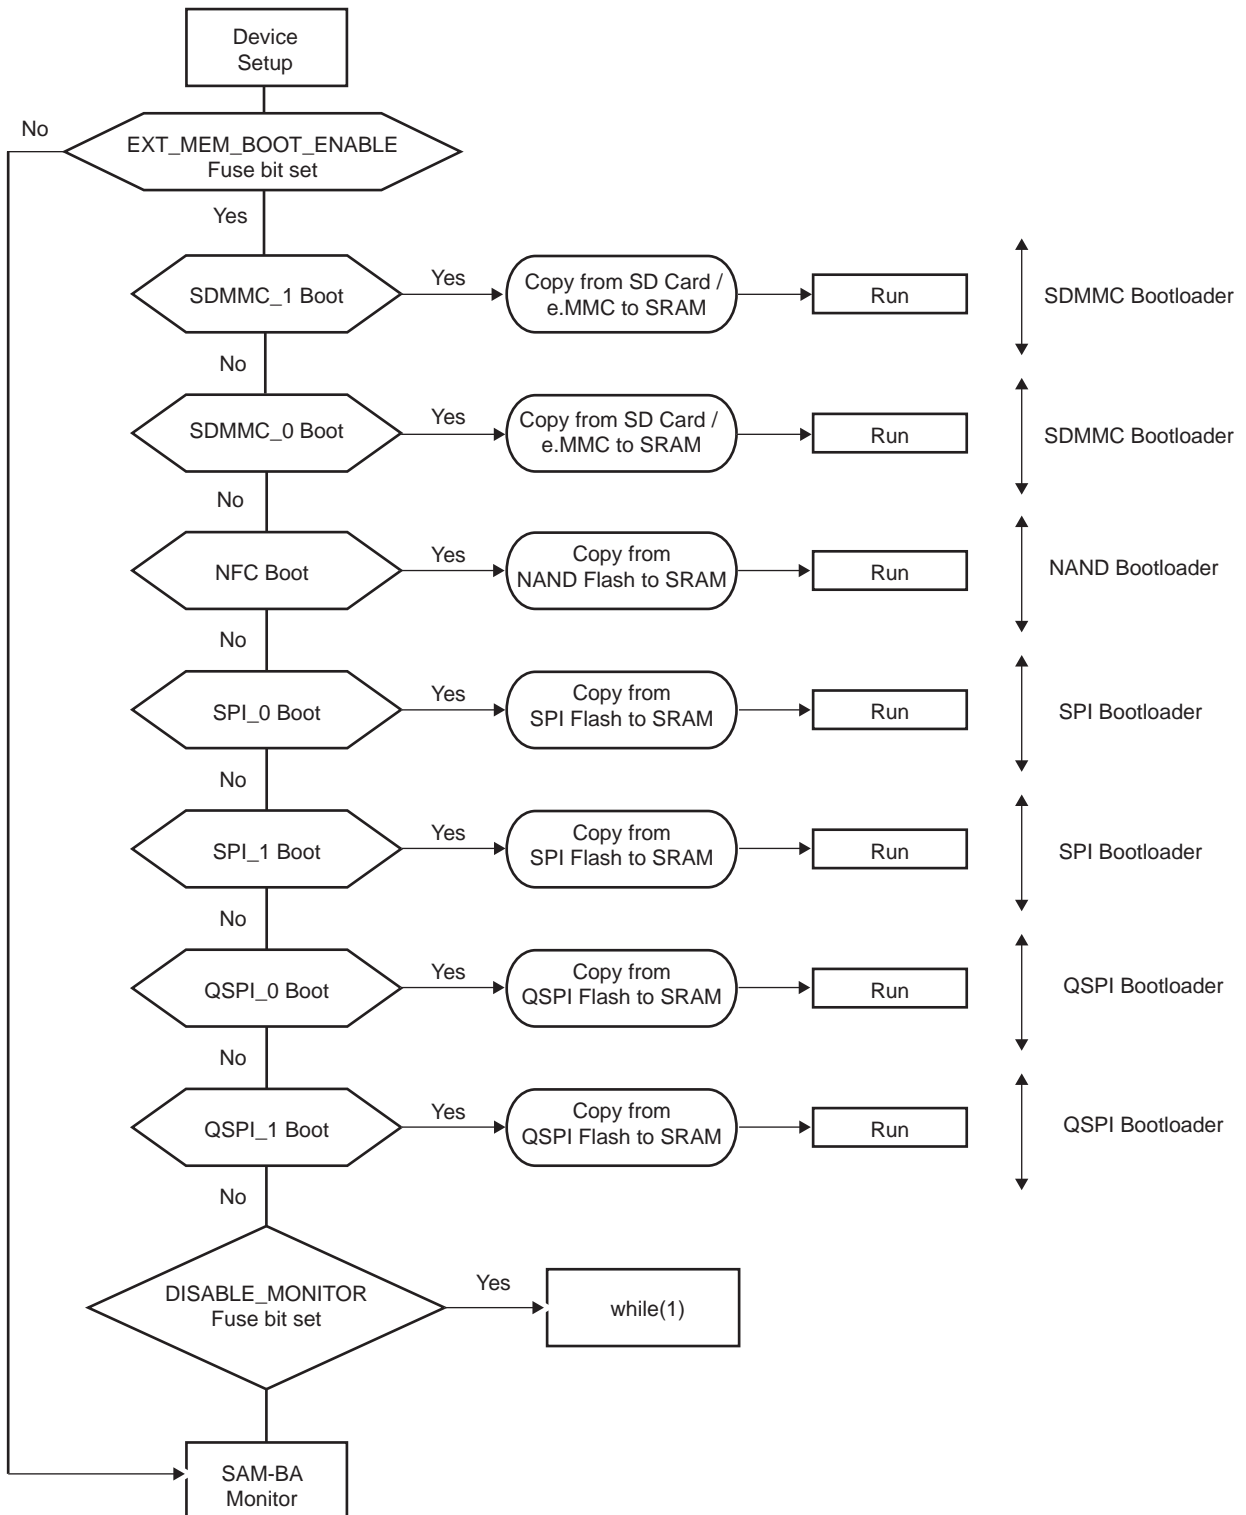 Device
Setup
No
EXT_MEM_BOOT_ENABLE
Fuse bit set
Yes
SDMMC_1 Boot
Yes
Copy from SD Card /
e.MMC to SRAM
Run
SDMMC Bootloader
No
SDMMC_0 Boot
Yes
Copy from SD Card /
e.MMC to SRAM
Run
SDMMC Bootloader
No
NFC Boot
Yes
Copy from
NAND Flash to SRAM
Run
NAND Bootloader
No
SPI_0 Boot
Yes
Copy from
SPI Flash to SRAM
Run
SPI Bootloader
No
SPI_1 Boot
Yes
Copy from
SPI Flash to SRAM
Run
SPI Bootloader
No
QSPI_0 Boot
Yes
Copy from
QSPI Flash to SRAM
Run
QSPI Bootloader
No
QSPI_1 Boot
Yes
Copy from
QSPI Flash to SRAM
Run
QSPI Bootloader
No
DISABLE_MONITOR
Fuse bit set
Yes
while(1)
SAM-BA
Monitor